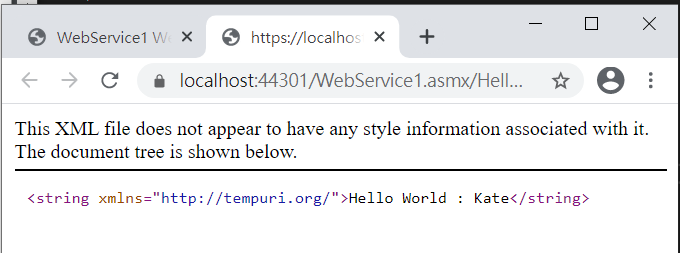 WebService1 We
https://localhos
localhost:44301/WebService1.asmx/Hell...
This XML file does not appear to have any style information associated with it.
The document tree is shown below.
<string xmlns="http://tempuri.org/">Hello World : Kate</string>